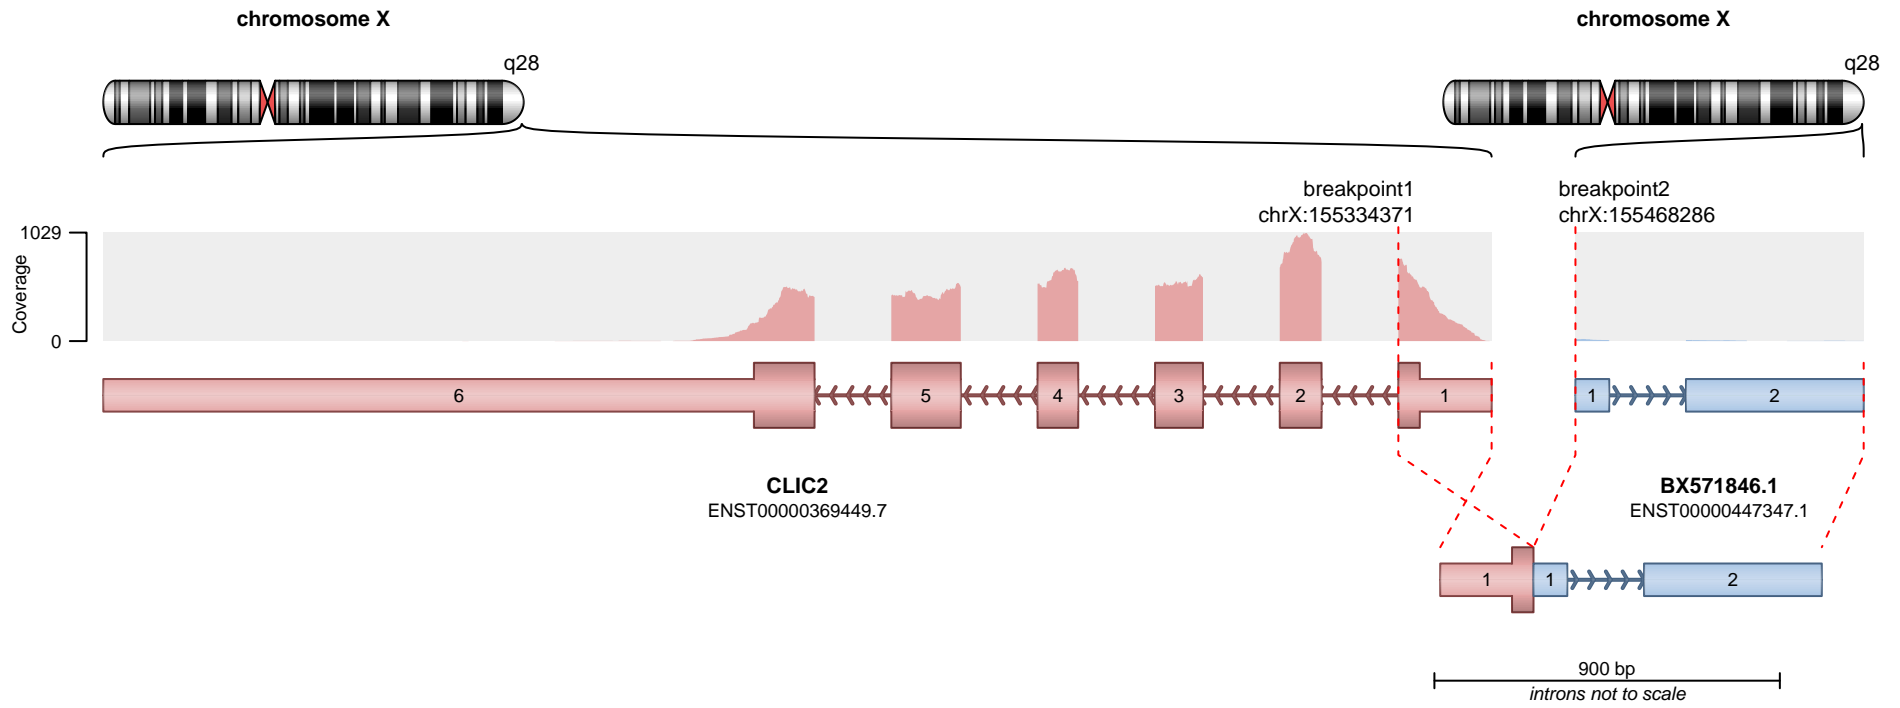 chromosome X
chromosome X
q28
q28
breakpoint1
chrX:155334371
breakpoint2
chrX:155468286
1029
Coverage
0
6
5
4
3
2
1
1
2
CLIC2
ENST00000369449.7
BX571846.1
ENST00000447347.1
1
1
2
900 bp
introns not to scale